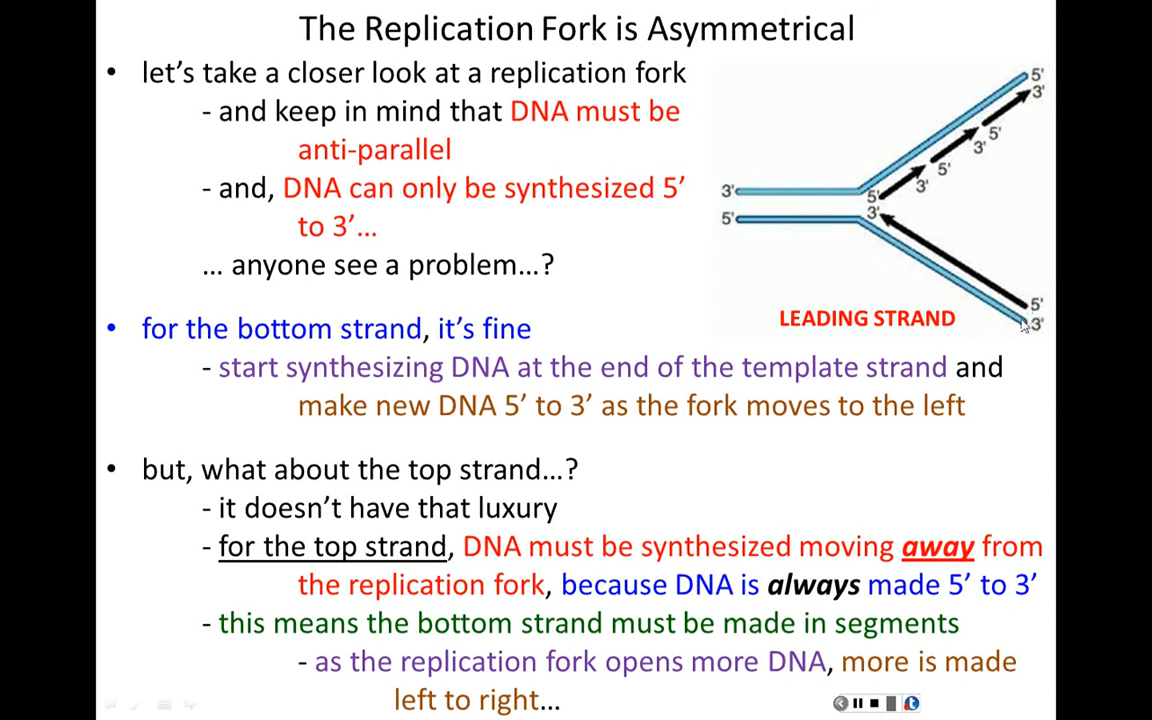 The Replication Fork is Asymmetrical
• let's take a closer look at a replication fork
- and keep in mind that DNA must be
anti-parallel
- and, DNA can only be synthesized 5’
to 3’…
… anyone see a problem…?
5'
3'
5'
3'
5'
3'
3'
5'
5'
3'
5'
3'
LEADING STRAND
• for the bottom strand, it’s fine
- start synthesizing DNA at the end of the template strand and
make new DNA 5’ to 3’ as the fork moves to the left
• but, what about the top strand…?
- it doesn’t have that luxury
- for the top strand, DNA must be synthesized moving away from
the replication fork, because DNA is always made 5’ to 3’
- this means the bottom strand must be made in segments
- as the replication fork opens more DNA, more is made
left to right…